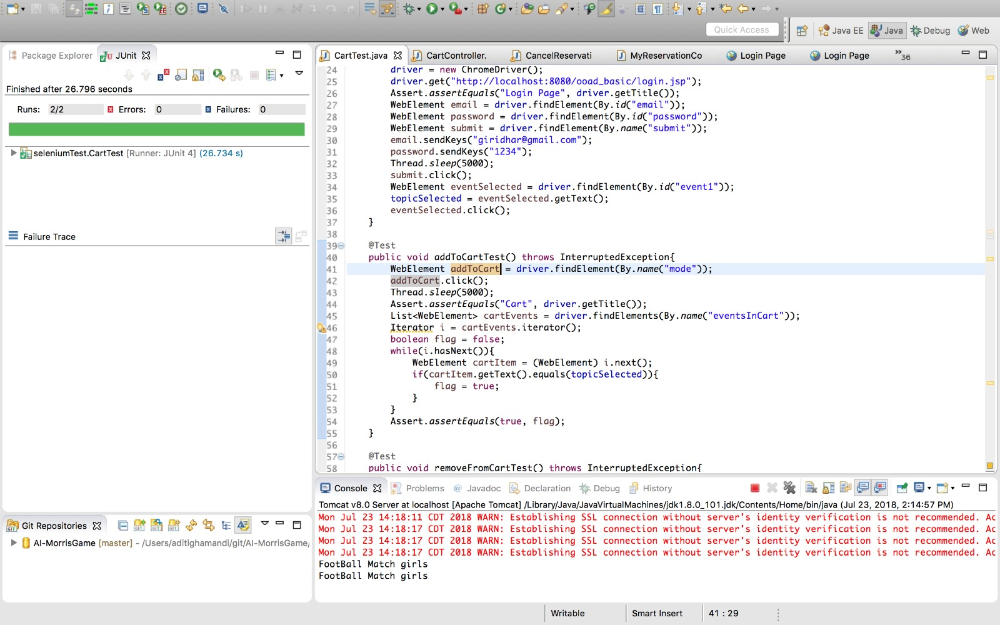 Quick Access
Java EE
Java
Debug
Web
Package Explorer
JUnit
Finished after 26.796 seconds
Runs: 2/2
Errors: 0
Failures: 0
seleniumTest.CartTest [Runner: JUnit 4] (26.734 s)
Failure Trace
Git Repositories
AI-MorrisGame [master] - /Users/aditighamandi/git/AI-MorrisGame/
CartTest.java
CartController.
CancelReservati
MyReservationCo
Login Page
Login Page
»36
24 driver = new ChromeDriver();
25 driver.get("http://localhost:8080/ooad_basic/login.jsp");
26 Assert.assertEquals("Login Page", driver.getTitle());
27 WebElement email = driver.findElement(By.id("email"));
28 WebElement password = driver.findElement(By.id("password"));
29 WebElement submit = driver.findElement(By.name("submit"));
30 email.sendKeys("giridhar@gmail.com");
31 password.sendKeys("1234");
32 Thread.sleep(5000);
33 submit.click();
34 WebElement eventSelected = driver.findElement(By.id("event1"));
35 topicSelected = eventSelected.getText();
36 eventSelected.click();
37 }
38
39 @Test
40 public void addToCartTest() throws InterruptedException{
41 WebElement addToCart = driver.findElement(By.name("mode"));
42 addToCart.click();
43 Thread.sleep(5000);
44 Assert.assertEquals("Cart", driver.getTitle());
45 List<WebElement> cartEvents = driver.findElements(By.name("eventsInCart"));
46 Iterator i = cartEvents.iterator();
47 boolean flag = false;
48 while(i.hasNext()){
49 WebElement cartItem = (WebElement) i.next();
50 if(cartItem.getText().equals(topicSelected)){
51 flag = true;
52 }
53 }
54 Assert.assertEquals(true, flag);
55 }
56
57 @Test
58 public void removeFromCartTest() throws InterruptedException{
Console
Problems
Javadoc
Declaration
Debug
History
Tomcat v8.0 Server at localhost [Apache Tomcat] /Library/Java/JavaVirtualMachines/jdk1.8.0_101.jdk/Contents/Home/bin/java (Jul 23, 2018, 2:14:57 PM)
Mon Jul 23 14:18:11 CDT 2018 WARN: Establishing SSL connection without server's identity verification is not recommended. Ac
Mon Jul 23 14:18:17 CDT 2018 WARN: Establishing SSL connection without server's identity verification is not recommended. Ac
Mon Jul 23 14:18:17 CDT 2018 WARN: Establishing SSL connection without server's identity verification is not recommended. Ac
Mon Jul 23 14:18:17 CDT 2018 WARN: Establishing SSL connection without server's identity verification is not recommended. Ac
FootBall Match girls
FootBall Match girls
Writable
Smart Insert
41 : 29